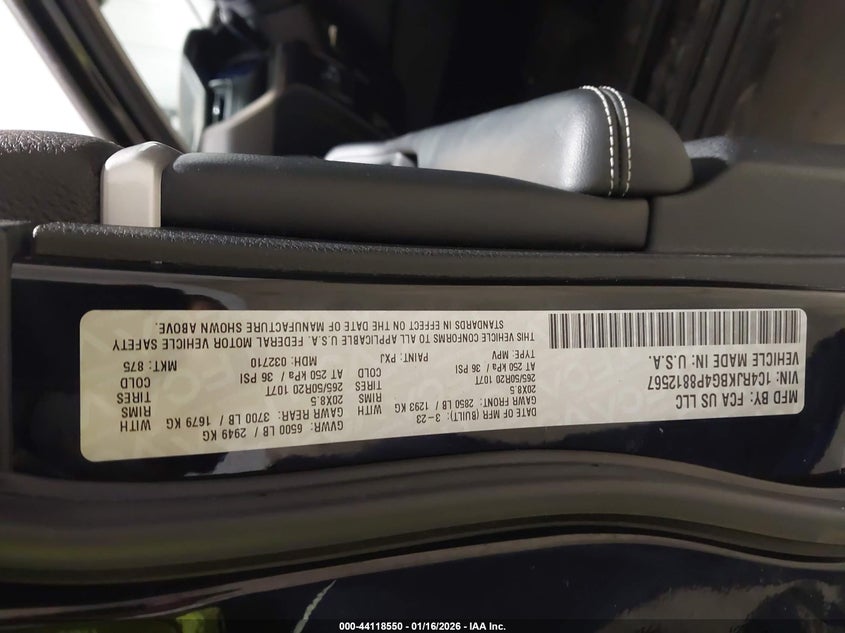 MFD BY: FCA US LLC
VIN: 1C4RJKBG4P8812567
VEHICLE MADE IN: U.S.A.
DATE OF MFR (BUILT): 3-23
GVWR: 6500 LB / 2949 KG
GAWR FRONT: 2850 LB / 1293 KG
WITH RIMS TIRES COLD
20X8.5
265/50R20 107T
AT 250 kPa / 36 PSI
GAWR REAR: 3700 LB / 1679 KG
WITH RIMS TIRES COLD
20X8.5
265/50R20 107T
AT 250 kPa / 36 PSI
TYPE: MPV
PAINT: PXJ
MDH: 032710
MKT: 875
THIS VEHICLE CONFORMS TO ALL APPLICABLE U.S.A. FEDERAL MOTOR VEHICLE SAFETY
STANDARDS IN EFFECT ON THE DATE OF MANUFACTURE SHOWN ABOVE.
000-44118550 - 01/16/2026 - IAA Inc.